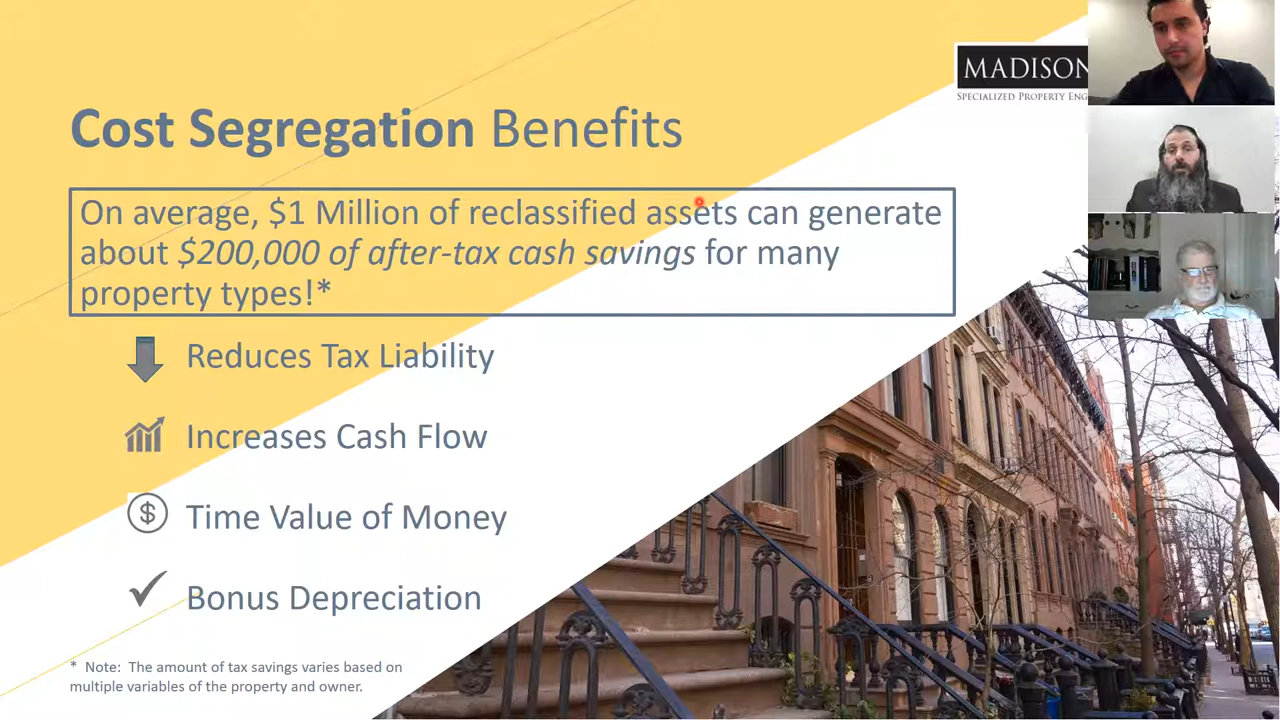 MADISON
SPECIALIZED PROPERTY ENG
Cost Segregation Benefits
On average, $1 Million of reclassified assets can generate
about $200,000 of after-tax cash savings for many
property types!*
Reduces Tax Liability
Increases Cash Flow
$
Time Value of Money
Bonus Depreciation
* Note: The amount of tax savings varies based on
multiple variables of the property and owner.